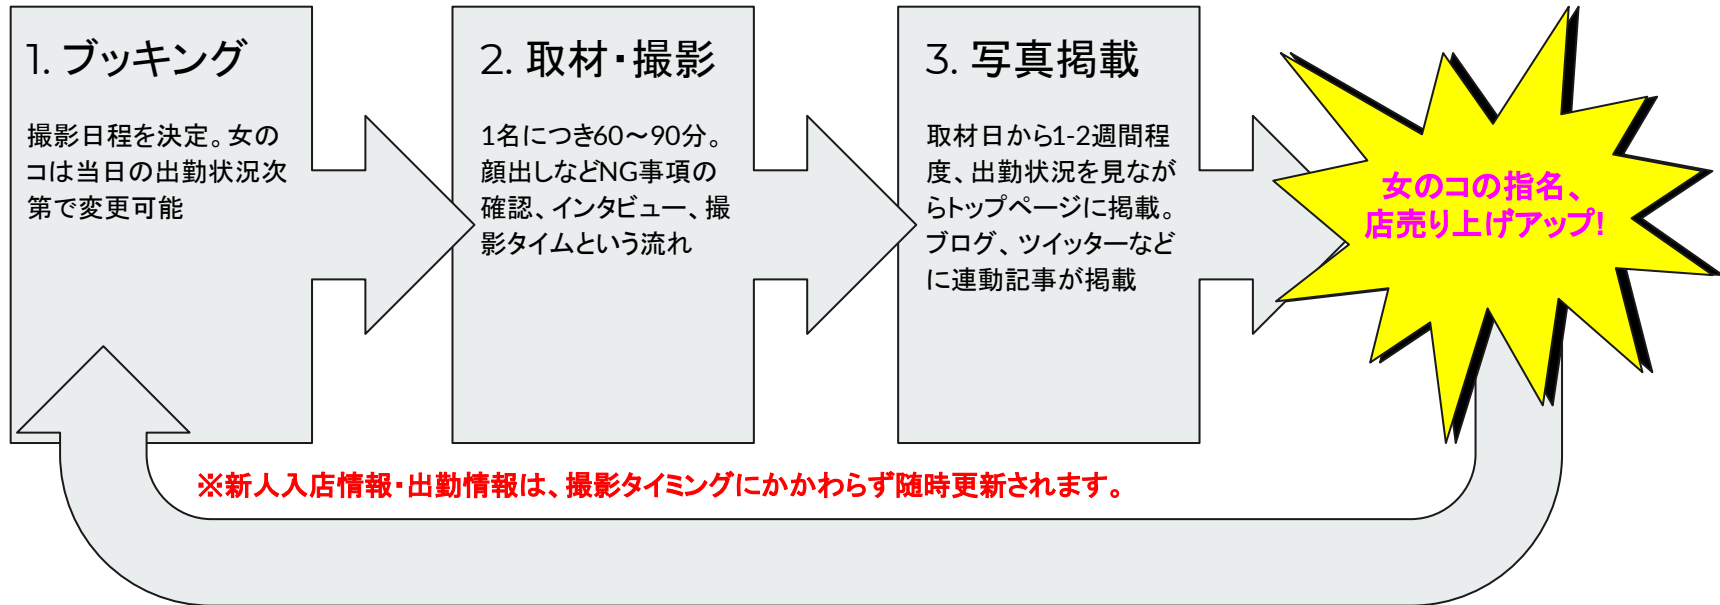 1. ブッキング
撮影日程を決定。女の
コは当日の出勤状況次
第で変更可能
2. 取材・撮影
1名につき60～90分。
顔出しなどNG事項の
確認、インタビュー、撮
影タイムという流れ
3. 写真掲載
取材日から1-2週間程
度、出勤状況を見なが
らトップページに掲載。
ブログ、ツイッターなど
に連動記事が掲載
女のコの指名、
店売り上げアップ!
※新人入店情報・出勤情報は、撮影タイミングにかかわらず随時更新されます。